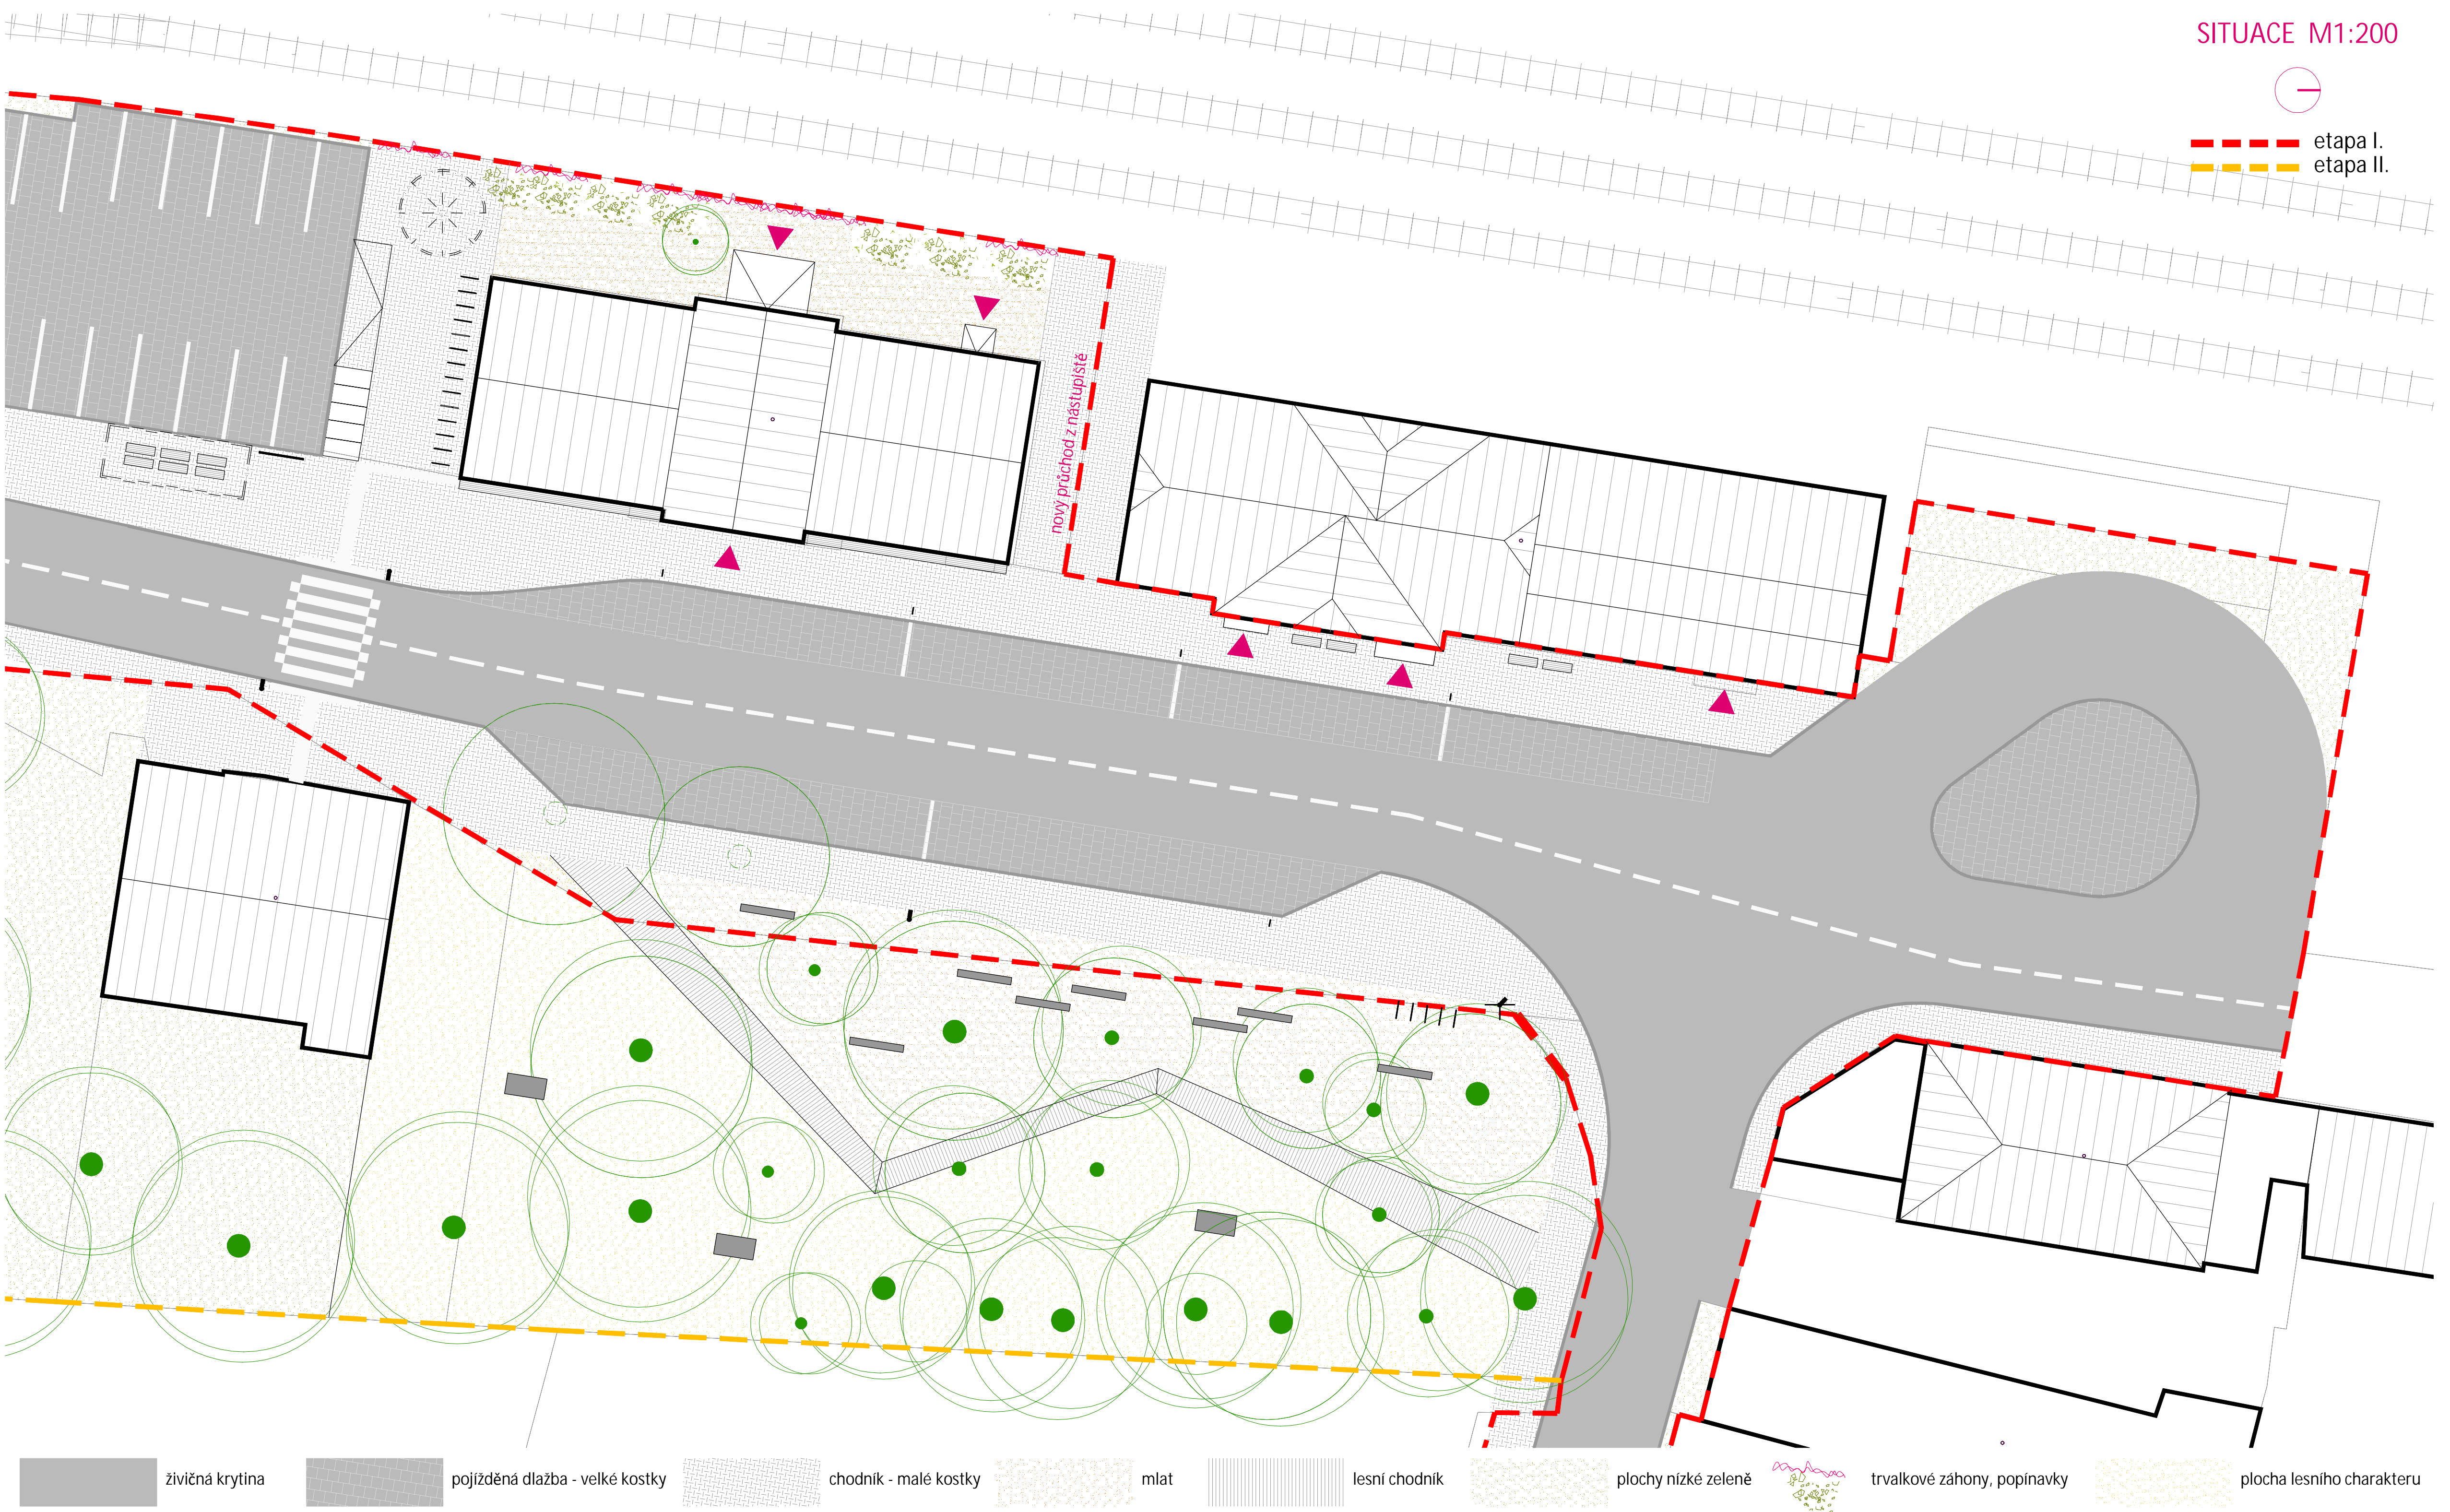 SITUACE M1:200
etapa I.
etapa II.
nový průchod z nástupiště
živičná krytina
pojížděná dlažba - velké kostky
chodník - malé kostky
mlat
lesní chodník
plochy nízké zeleně
trvalkové záhony, popínavky
plocha lesního charakteru